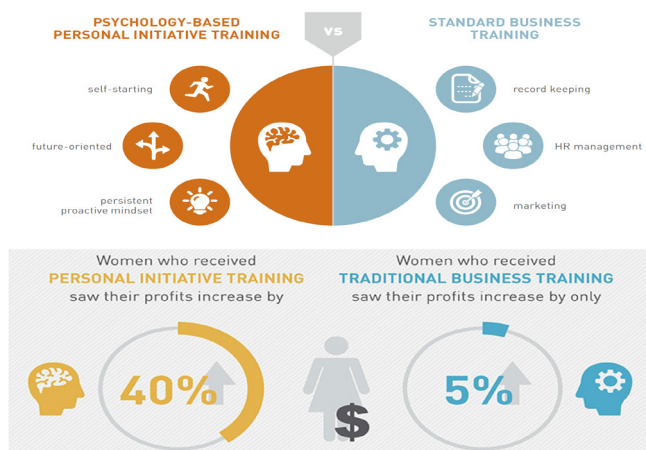 PSYCHOLOGY-BASED
PERSONAL INITIATIVE TRAINING
VS
STANDARD BUSINESS
TRAINING
self-starting
future-oriented
persistent
proactive mindset
record keeping
HR management
marketing
Women who received
PERSONAL INITIATIVE TRAINING
saw their profits increase by
40%
Women who received
TRADITIONAL BUSINESS TRAINING
saw their profits increase by only
5%
$